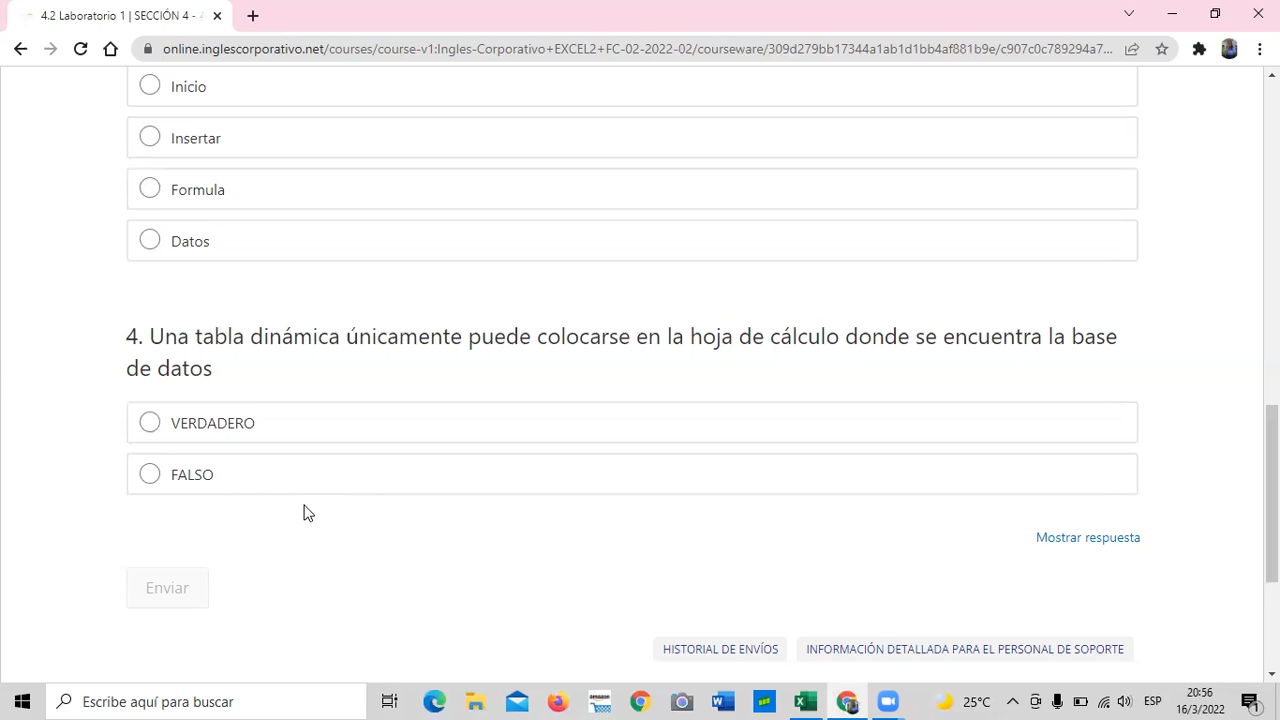 4.2 Laboratorio 1 | SECCIÓN 4 - 4
online.inglescorporativo.net/courses/course-v1:Ingles-Corporativo+EXCEL2+FC-02-2022-02/courseware/309d279bb17344a1ab1d1bb4af881b9e/c907c0c789294a7...
Inicio
Insertar
Formula
Datos
4. Una tabla dinámica únicamente puede colocarse en la hoja de cálculo donde se encuentra la base
de datos
VERDADERO
FALSO
Mostrar respuesta
Enviar
HISTORIAL DE ENVÍOS
INFORMACIÓN DETALLADA PARA EL PERSONAL DE SOPORTE
Escribe aquí para buscar
25°C
ESP
20:56
16/3/2022